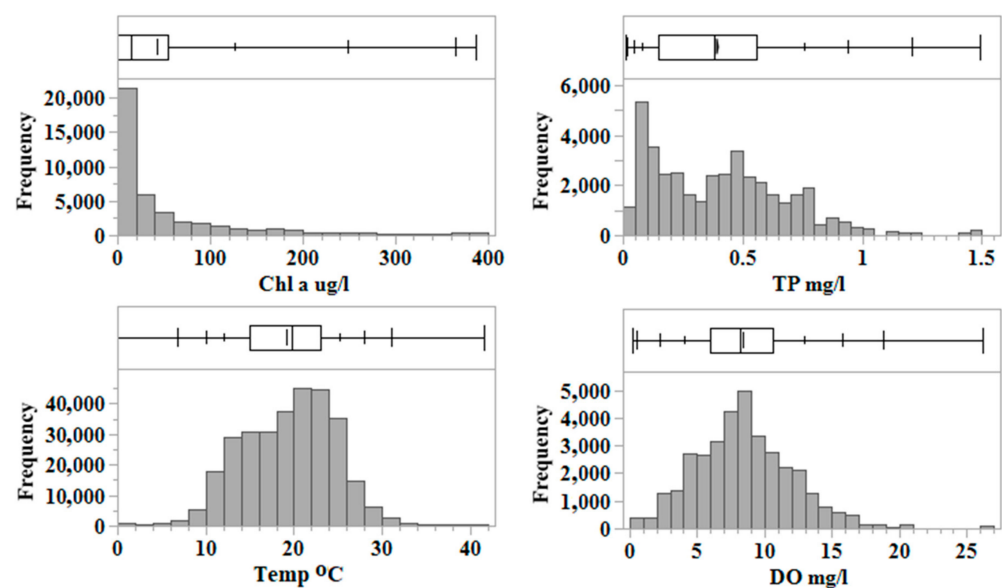 Frequency
20,000
15,000
10,000
5,000
0
0 100 200 300 400
Chl a ug/l
Frequency
6,000
4,000
2,000
0
0 0.5 1 1.5
TP mg/l
Frequency
40,000
30,000
20,000
10,000
0
0 10 20 30 40
Temp ºC
Frequency
5,000
4,000
3,000
2,000
1,000
0
0 5 10 15 20 25
DO mg/l